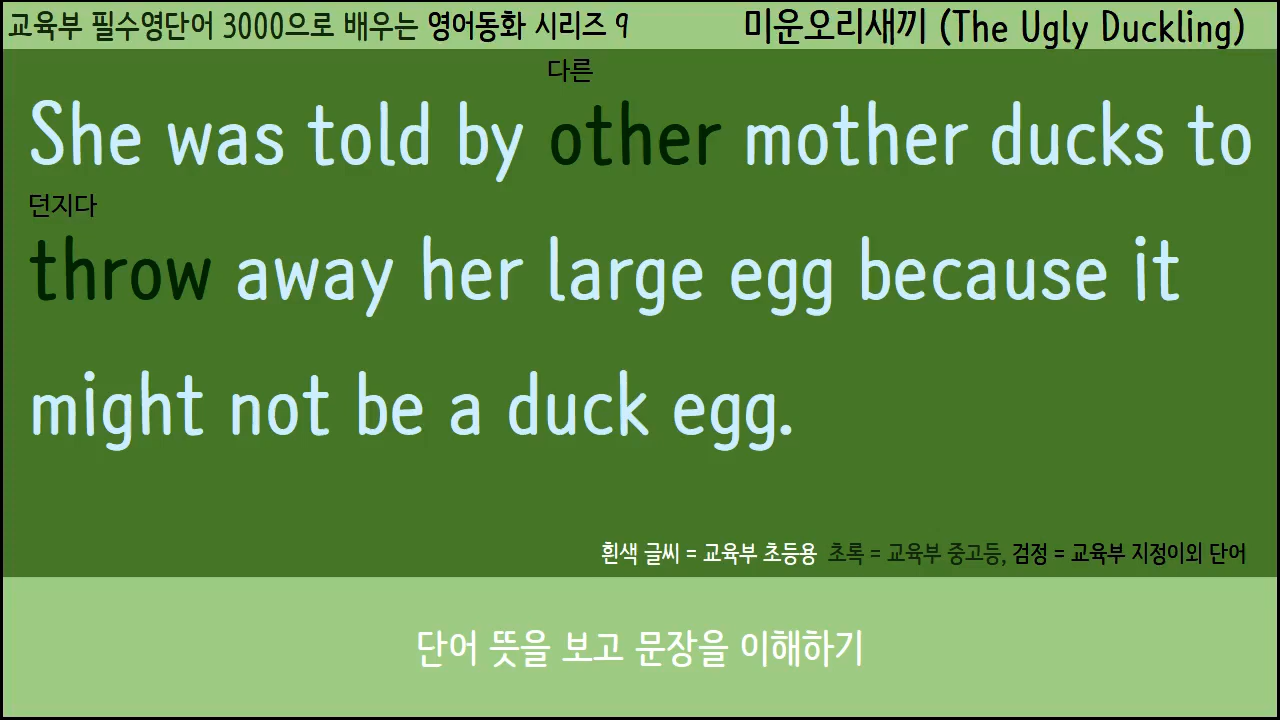 교육부 필수영단어 3000으로 배우는 영어동화 시리즈 9
미운오리새끼 (The Ugly Duckling)
다른
She was told by other mother ducks to
던지다
throw away her large egg because it
might not be a duck egg.
흰색 글씨 = 교육부 초등용 초록 = 교육부 중고등, 검정 = 교육부 지정이외 단어
단어 뜻을 보고 문장을 이해하기